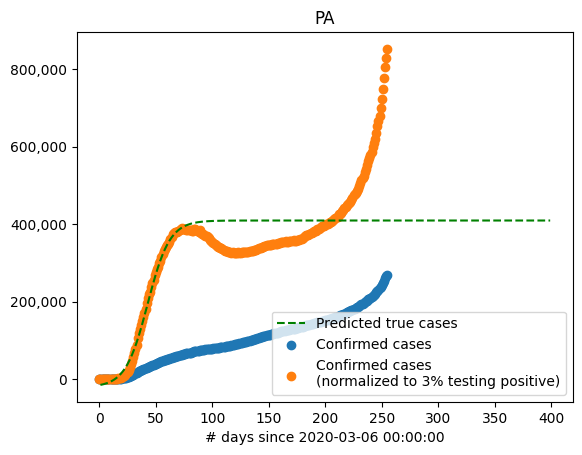 PA
800,000
600,000
400,000
200,000
0
Predicted true cases
Confirmed cases
Confirmed cases
(normalized to 3% testing positive)
0 50 100 150 200 250 300 350 400
# days since 2020-03-06 00:00:00